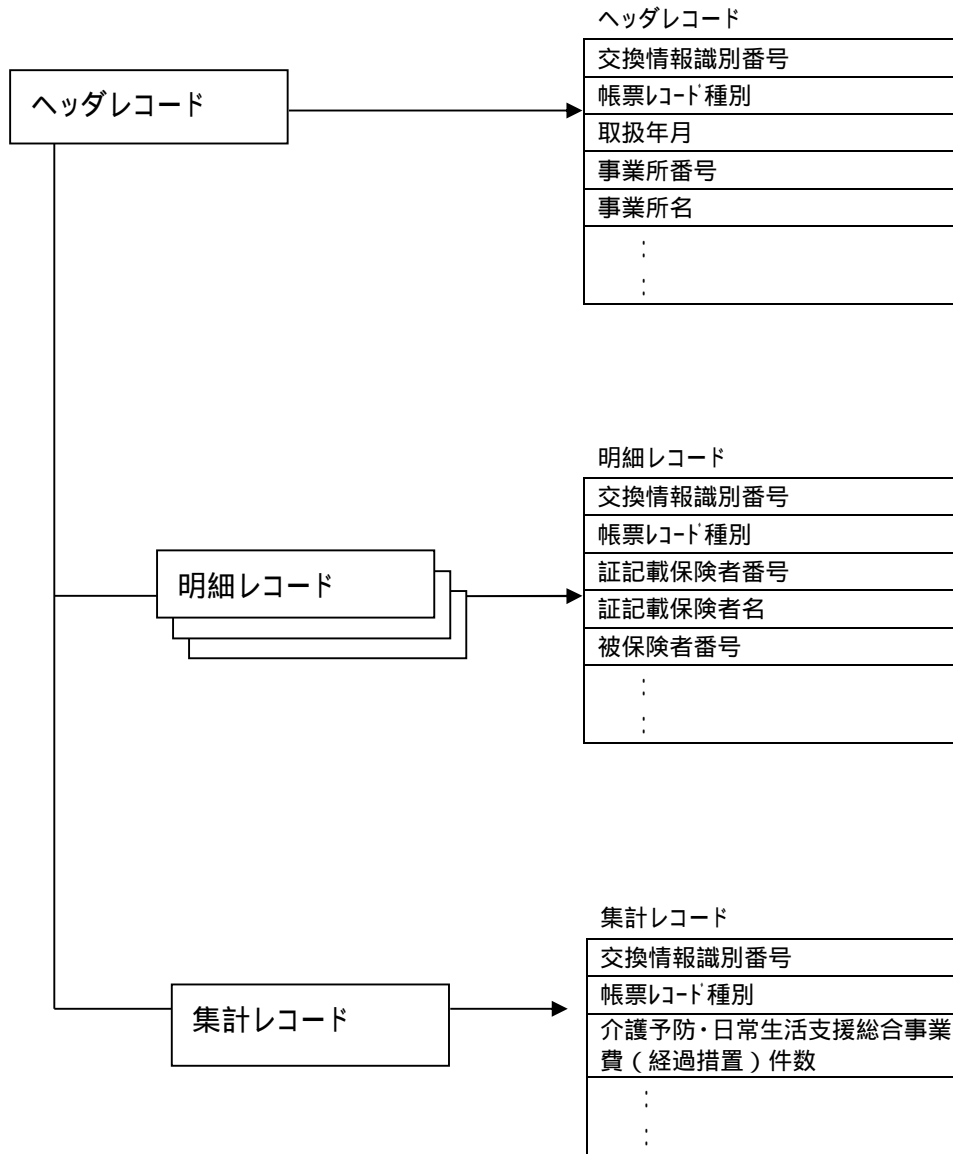 ヘッダレコード
ヘッダレコード
交換情報識別番号
帳票ﾚｺｰﾄﾞ種別
取扱年月
事業所番号
事業所名
:
:
明細レコード
明細レコード
交換情報識別番号
帳票ﾚｺｰﾄﾞ種別
証記載保険者番号
証記載保険者名
被保険者番号
:
:
集計レコード
集計レコード
交換情報識別番号
帳票ﾚｺｰﾄﾞ種別
介護予防・日常生活支援総合事業
費（経過措置）件数
:
: